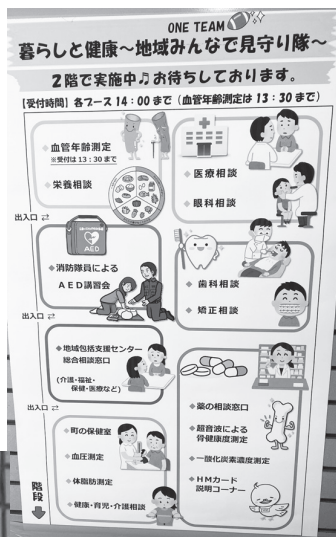 ONE TEAM
暮らしと健康～地域みんなで見守り隊～
2階で実施中♫お待ちしております。
【受付時間】各ブース14：00まで（血管年齢測定は13：30まで）
◆血管年齢測定
※受付は13：30まで
◆栄養相談
◆医療相談
◆眼科相談
出入口 ⇄
AED
◆消防隊員による
AED講習会
◆歯科相談
◆矯正相談
出入口 ⇄
◆地域包括支援センター
総合相談窓口
(介護・福祉・
保健・医療など)
◆薬の相談窓口
◆超音波による
骨健康度測定
◆一酸化炭素濃度測定
◆HMカード
説明コーナー
出入口 ⇄
◆町の保健室
◆血圧測定
◆体脂肪測定
◆健康・育児・介護相談
階段